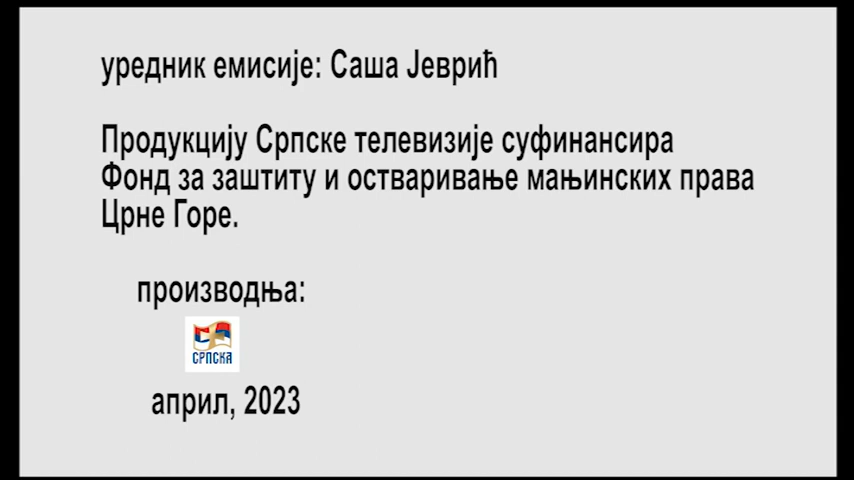 уредник емисије: Саша Јеврић
Продукцију Српске телевизије суфинансира
Фонд за заштиту и остваривање мањинских права
Црне Горе.
производња:
СРПСКА
април, 2023